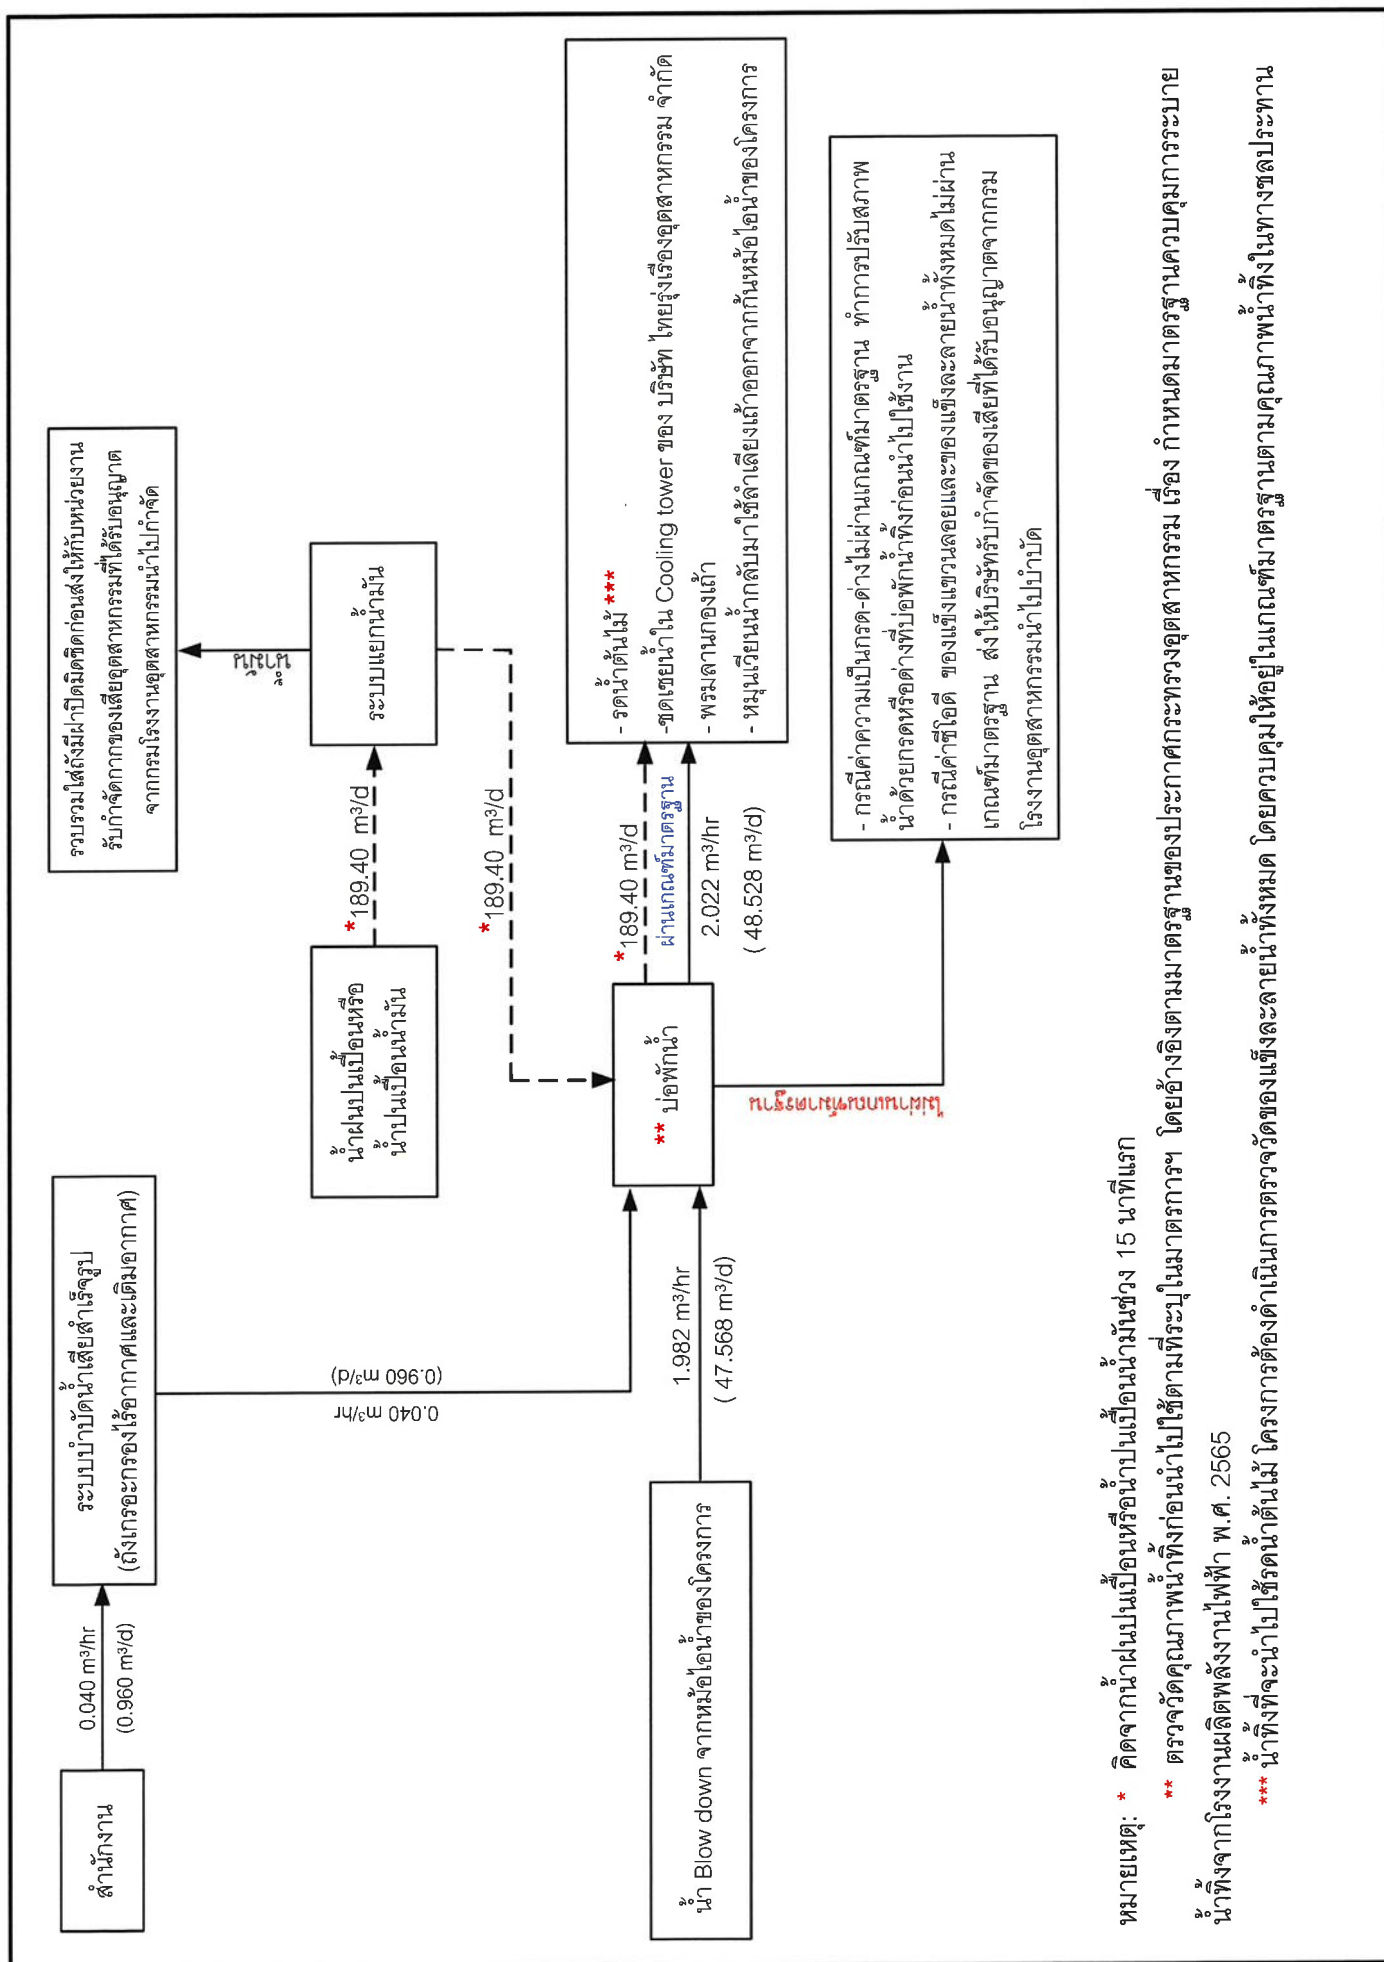 สำนักงาน
0.040 m³/hr
(0.960 m³/d)
ระบบบำบัดน้ำเสียสำเร็จรูป
(ถังเกรอะกรองไร้อากาศและเติมอากาศ)
0.040 m³/hr
(0.960 m³/d)
น้ำ Blow down จากหม้อไอน้ำของโครงการ
1.982 m³/hr
( 47.568 m³/d)
น้ำฝนปนเปื้อนหรือ
น้ำปนเปื้อนน้ำมัน
*189.40 m³/d
ระบบแยกน้ำมัน
น้ำมัน
รวบรวมใส่ถังมีฝาปิดมิดชิดก่อนส่งให้กับหน่วยงาน
รับกำจัดกากของเสียอุตสาหกรรมที่ได้รับอนุญาต
จากกรมโรงงานอุตสาหกรรมนำไปกำจัด
*189.40 m³/d
** บ่อพักน้ำ
*189.40 m³/d
ผ่านเกณฑ์มาตรฐาน
2.022 m³/hr
( 48.528 m³/d)
- รดน้ำต้นไม้ ***
-ชดเชยน้ำใน Cooling tower ของ บริษัท ไทยรุ่งเรืองอุตสาหกรรม จำกัด
- พรมลานกองเถ้า
- หมุนเวียนน้ำกลับมาใช้ลำเลียงเถ้าออกจากก้นหม้อไอน้ำของโครงการ
ไม่ผ่านเกณฑ์มาตรฐาน
- กรณีค่าความเป็นกรด-ด่างไม่ผ่านเกณฑ์มาตรฐาน ทำการปรับสภาพ
น้ำด้วยกรดหรือด่างที่บ่อพักน้ำทิ้งก่อนนำไปใช้งาน
- กรณีค่าซีโอดี ของแข็งแขวนลอยและของแข็งละลายน้ำทั้งหมดไม่ผ่าน
เกณฑ์มาตรฐาน ส่งให้บริษัทรับกำจัดของเสียที่ได้รับอนุญาตจากกรม
โรงงานอุตสาหกรรมนำไปบำบัด
หมายเหตุ: * คิดจากน้ำฝนปนเปื้อนหรือน้ำปนเปื้อนน้ำมันช่วง 15 นาทีแรก
** ตรวจวัดคุณภาพน้ำทิ้งก่อนนำไปใช้ตามที่ระบุในมาตรการฯ โดยอ้างอิงตามมาตรฐานของประกาศกระทรวงอุตสาหกรรม เรื่อง กำหนดมาตรฐานควบคุมการระบาย
น้ำทิ้งจากโรงงานผลิตพลังงานไฟฟ้า พ.ศ. 2565
*** น้ำทิ้งที่จะนำไปใช้รดน้ำต้นไม้ โครงการต้องดำเนินการตรวจวัดของแข็งละลายน้ำทั้งหมด โดยควบคุมให้อยู่ในเกณฑ์มาตรฐานตามคุณภาพน้ำทิ้งในทางชลประทาน